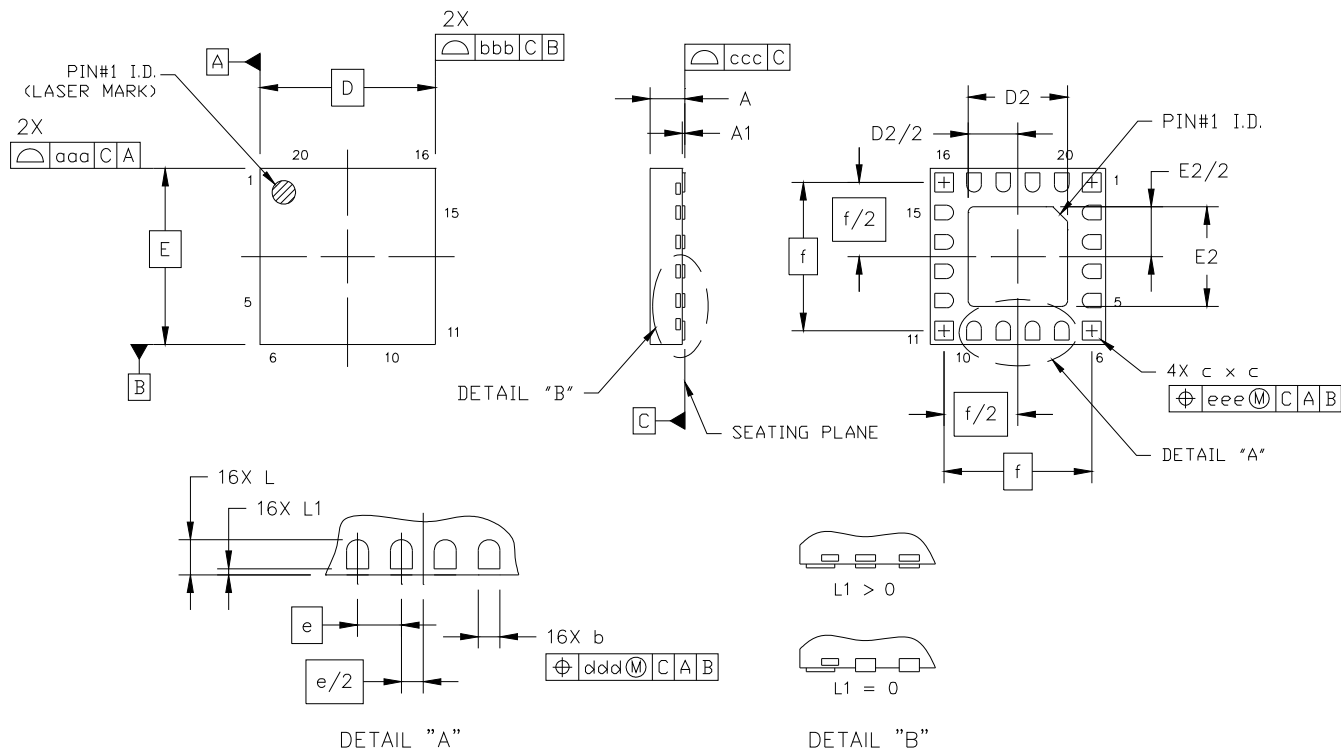 2X
bbb C B
A
D
PIN#1 I.D.
(LASER MARK)
2X
aaa C A
20
16
1
15
E
5
11
6
10
B
ccc C
A
A1
DETAIL "B"
C
SEATING PLANE
D2
D2/2
PIN#1 I.D.
16
20
E2/2
1
15
f/2
f
E2
5
11
10
6
4X c x c
⌖ eee Ⓜ C A B
f/2
f
DETAIL "A"
16X L
16X L1
e
e/2
16X b
⌖ ddd Ⓜ C A B
DETAIL "A"
L1 > 0
L1 = 0
DETAIL "B"